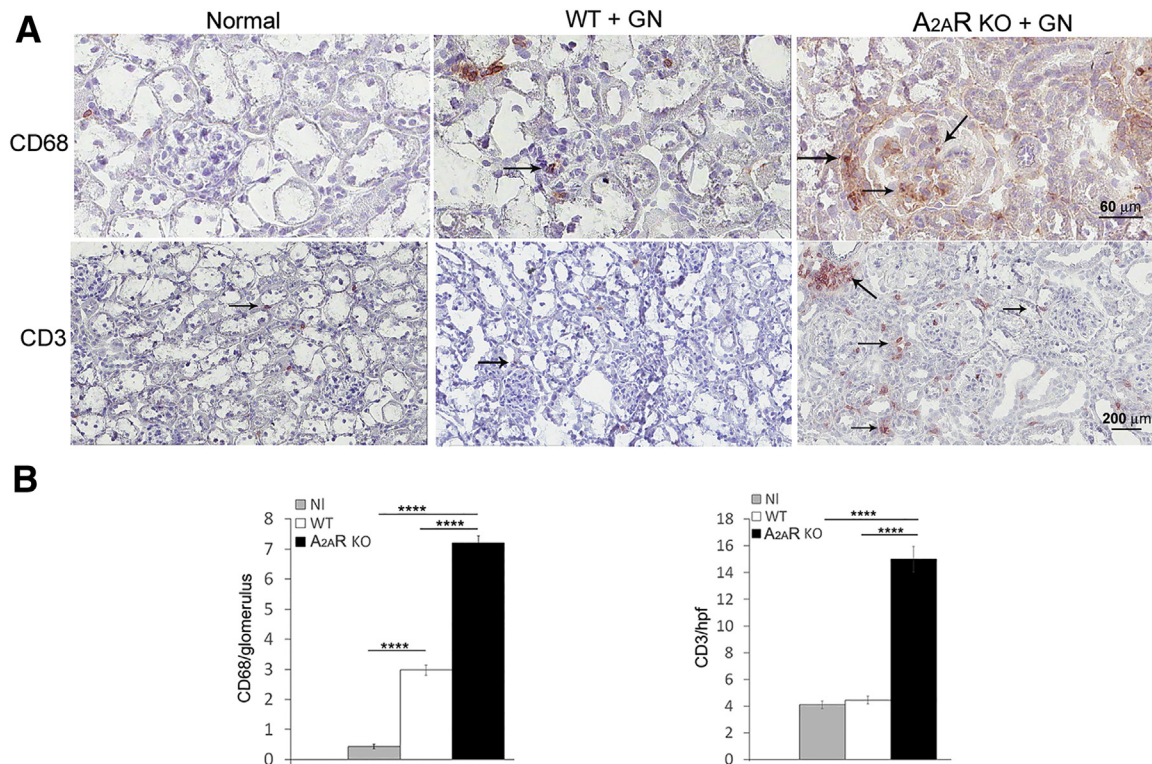 A
Normal
WT + GN
A2AR KO + GN
CD68
60 μm
CD3
200 μm
B
Nl
WT
A2AR KO
****
****
****
CD68/glomerulus
8
7
6
5
4
3
2
1
0
Nl
WT
A2AR KO
****
****
CD3/hpf
18
16
14
12
10
8
6
4
2
0